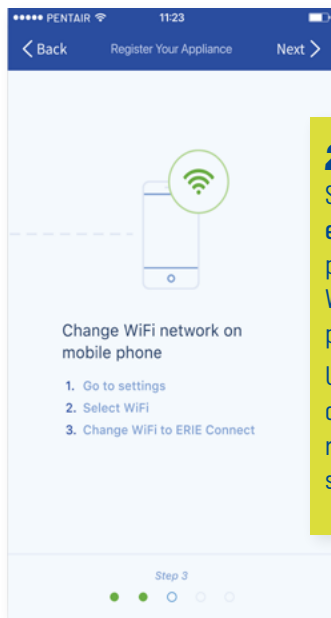 PENTAIR 11:23
Back Register Your Appliance Next
Change WiFi network on
mobile phone
1. Go to settings
2. Select WiFi
3. Change WiFi to ERIE Connect
Step 3